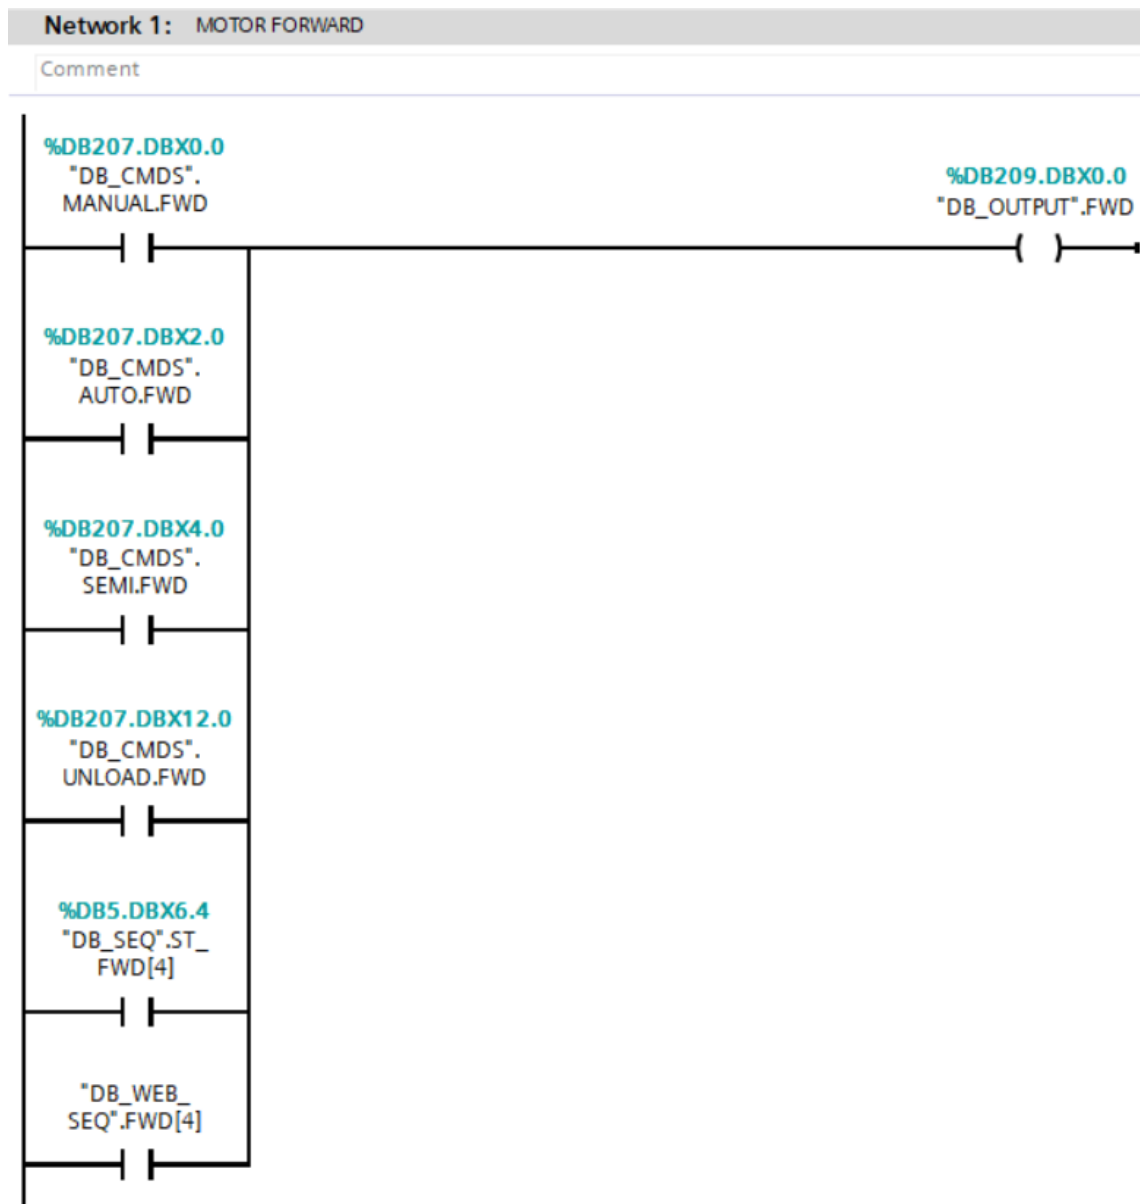 Network 1: MOTOR FORWARD
Comment
%DB207.DBX0.0
"DB_CMDS".
MANUAL.FWD
%DB209.DBX0.0
"DB_OUTPUT".FWD
%DB207.DBX2.0
"DB_CMDS".
AUTO.FWD
%DB207.DBX4.0
"DB_CMDS".
SEMI.FWD
%DB207.DBX12.0
"DB_CMDS".
UNLOAD.FWD
%DB5.DBX6.4
"DB_SEQ".ST_
FWD[4]
"DB_WEB_
SEQ".FWD[4]